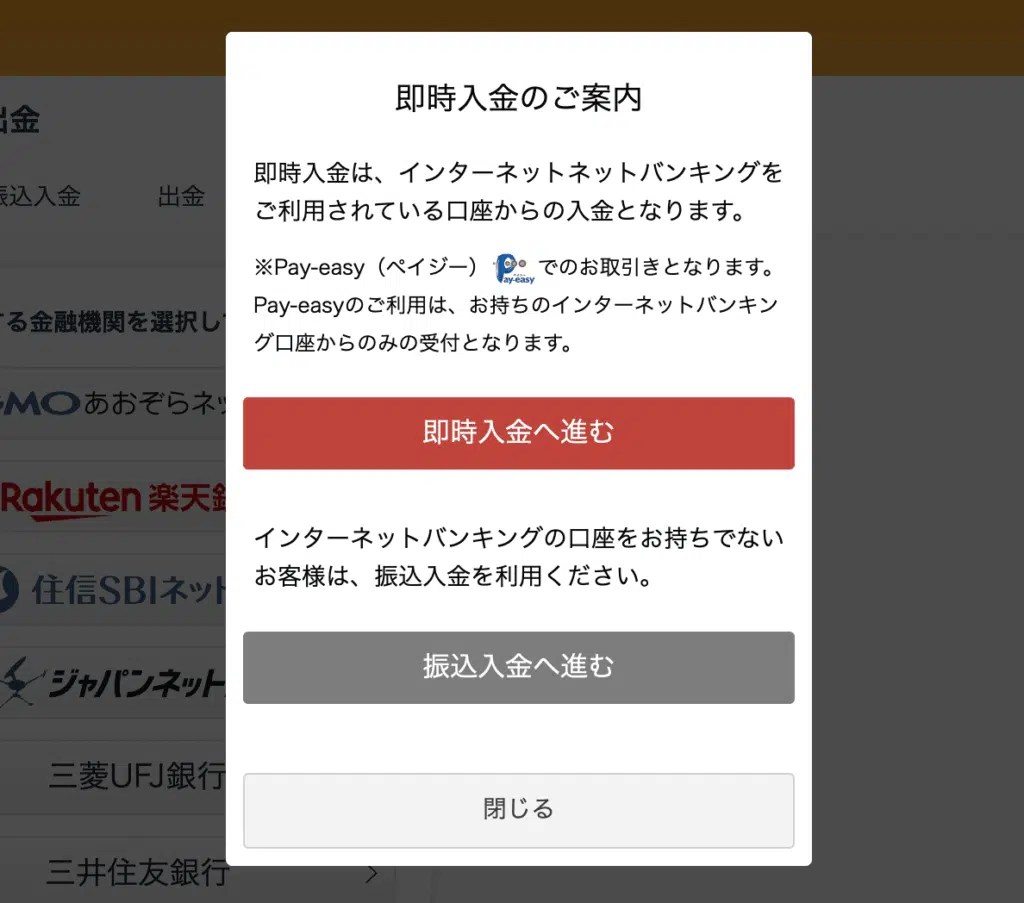 即時入金のご案内
即時入金は、インターネットネットバンキングを
ご利用されている口座からの入金となります。
※Pay-easy（ペイジー） Pay-easy でのお取引きとなります。
Pay-easyのご利用は、お持ちのインターネットバンキン
グ口座からのみの受付となります。
即時入金へ進む
インターネットバンキングの口座をお持ちでない
お客様は、振込入金を利用ください。
振込入金へ進む
閉じる
出金
振込入金
出金
する金融機関を選択し
GMOあおぞらネッ
Rakuten 楽天銀
住信SBIネット
ジャパンネット
三菱UFJ銀行
三井住友銀行